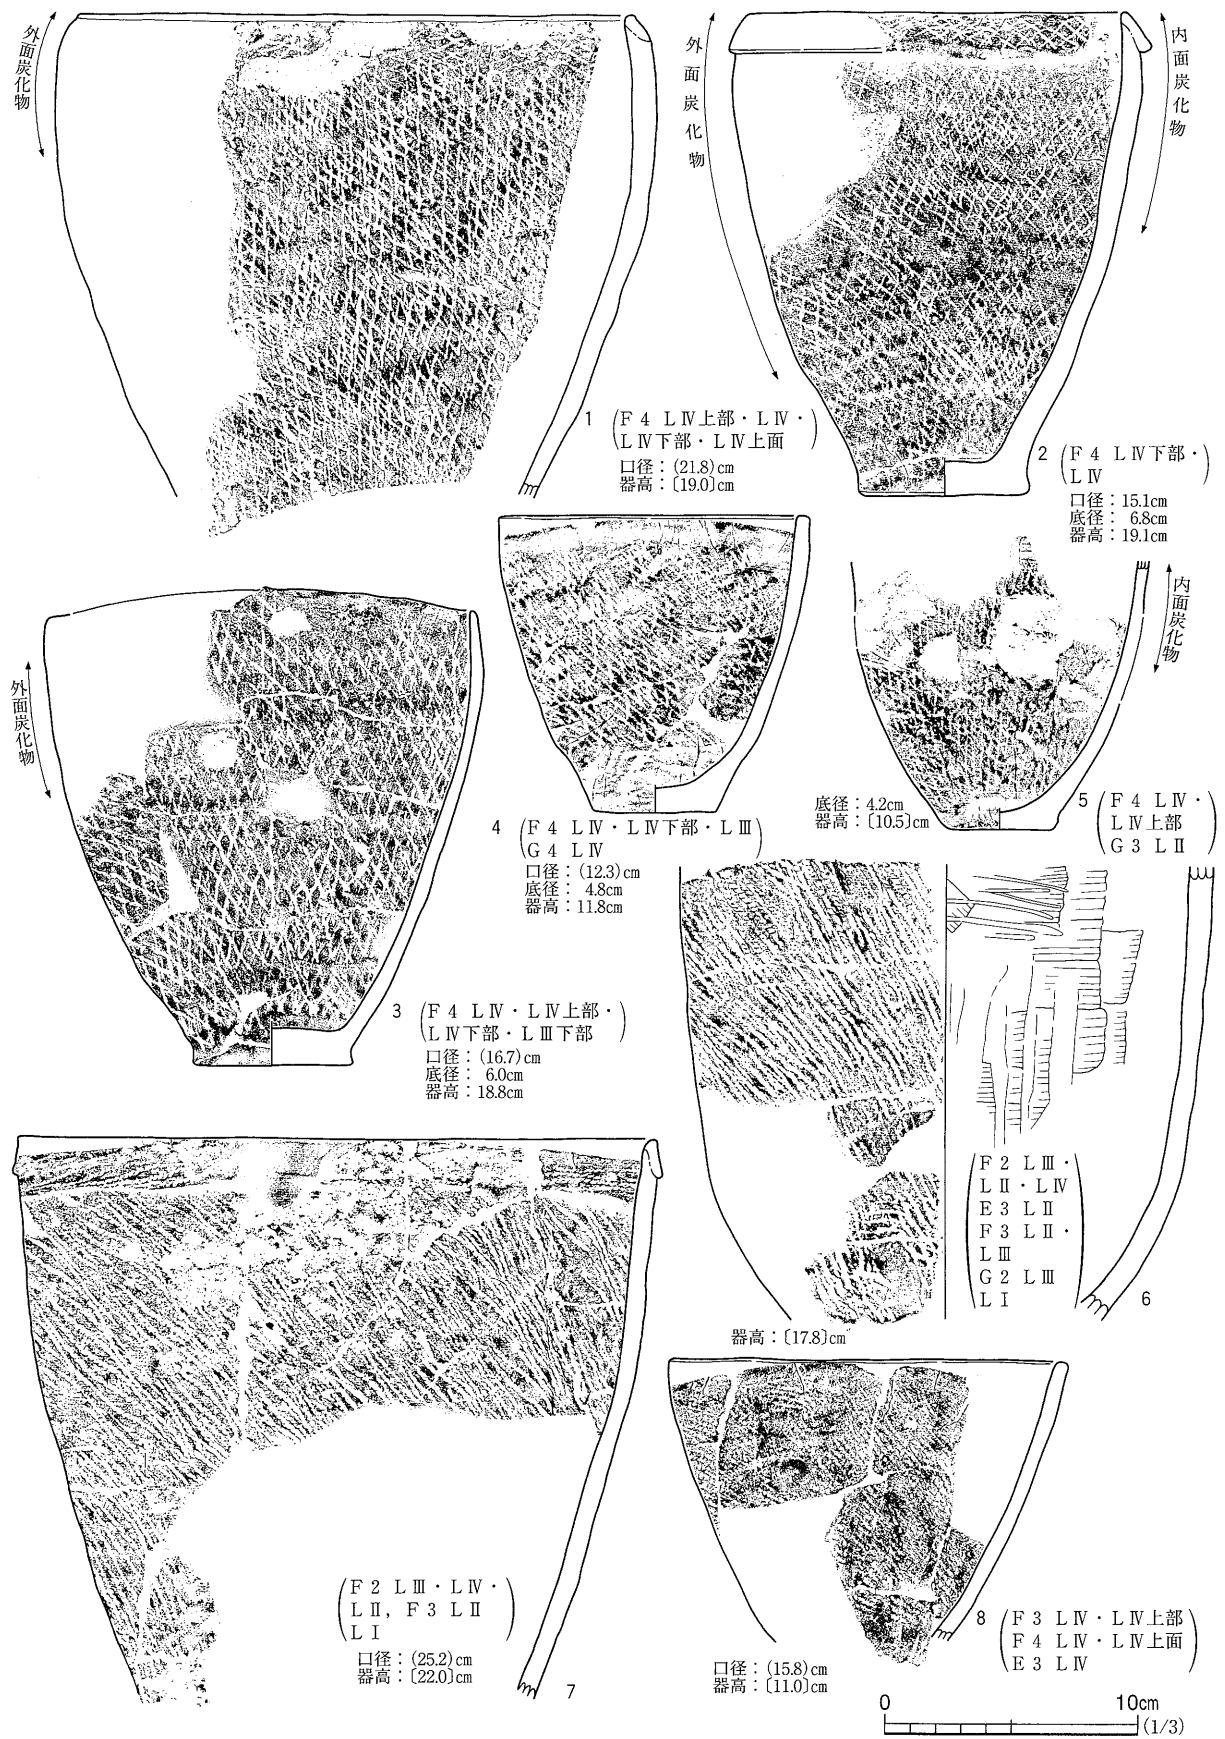 外面炭化物
外面炭化物
内面炭化物
1 (F4 LⅣ上部・LⅣ・
LⅣ下部・LⅣ上面)
口径：(21.8)cm
器高：〔19.0〕cm
2 (F4 LⅣ下部・
LⅣ)
口径：15.1cm
底径： 6.8cm
器高：19.1cm
外面炭化物
3 (F4 LⅣ・LⅣ上部・
LⅣ下部・LⅢ下部)
口径：(16.7)cm
底径： 6.0cm
器高：18.8cm
4 (F4 LⅣ・LⅣ下部・LⅢ
G4 LⅣ)
口径：(12.3)cm
底径： 4.8cm
器高：11.8cm
内面炭化物
5 (F4 LⅣ・
LⅣ上部
G3 LⅡ)
底径：4.2cm
器高：〔10.5〕cm
(F2 LⅢ・
LⅡ・LⅣ
E3 LⅡ
F3 LⅡ・
LⅢ
G2 LⅢ
LⅠ)
6
器高：〔17.8〕cm
(F2 LⅢ・LⅣ・
LⅡ, F3 LⅡ
LⅠ)
口径：(25.2)cm
器高：〔22.0〕cm
7
8 (F3 LⅣ・LⅣ上部
F4 LⅣ・LⅣ上面
E3 LⅣ)
口径：(15.8)cm
器高：〔11.0〕cm
0 10cm
(1/3)